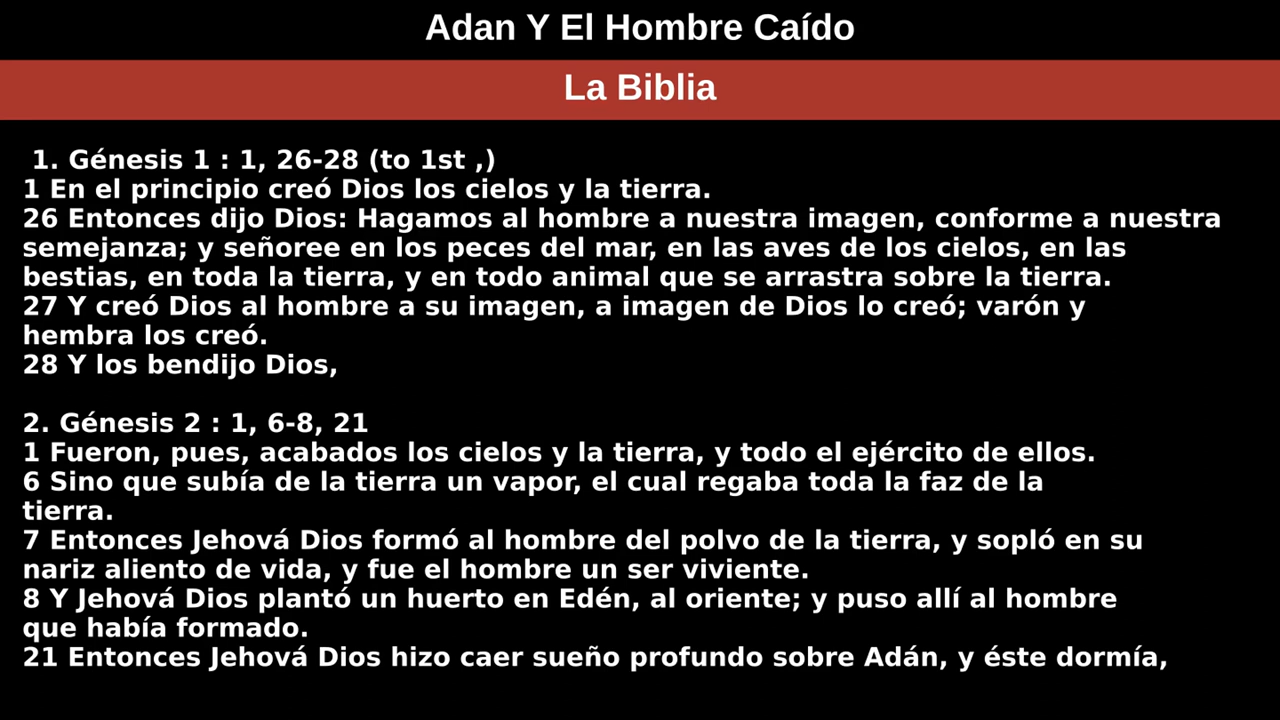 Adan Y El Hombre Caído
La Biblia
1. Génesis 1 : 1, 26-28 (to 1st ,)
1 En el principio creó Dios los cielos y la tierra.
26 Entonces dijo Dios: Hagamos al hombre a nuestra imagen, conforme a nuestra
semejanza; y señoree en los peces del mar, en las aves de los cielos, en las
bestias, en toda la tierra, y en todo animal que se arrastra sobre la tierra.
27 Y creó Dios al hombre a su imagen, a imagen de Dios lo creó; varón y
hembra los creó.
28 Y los bendijo Dios,
2. Génesis 2 : 1, 6-8, 21
1 Fueron, pues, acabados los cielos y la tierra, y todo el ejército de ellos.
6 Sino que subía de la tierra un vapor, el cual regaba toda la faz de la
tierra.
7 Entonces Jehová Dios formó al hombre del polvo de la tierra, y sopló en su
nariz aliento de vida, y fue el hombre un ser viviente.
8 Y Jehová Dios plantó un huerto en Edén, al oriente; y puso allí al hombre
que había formado.
21 Entonces Jehová Dios hizo caer sueño profundo sobre Adán, y éste dormía,